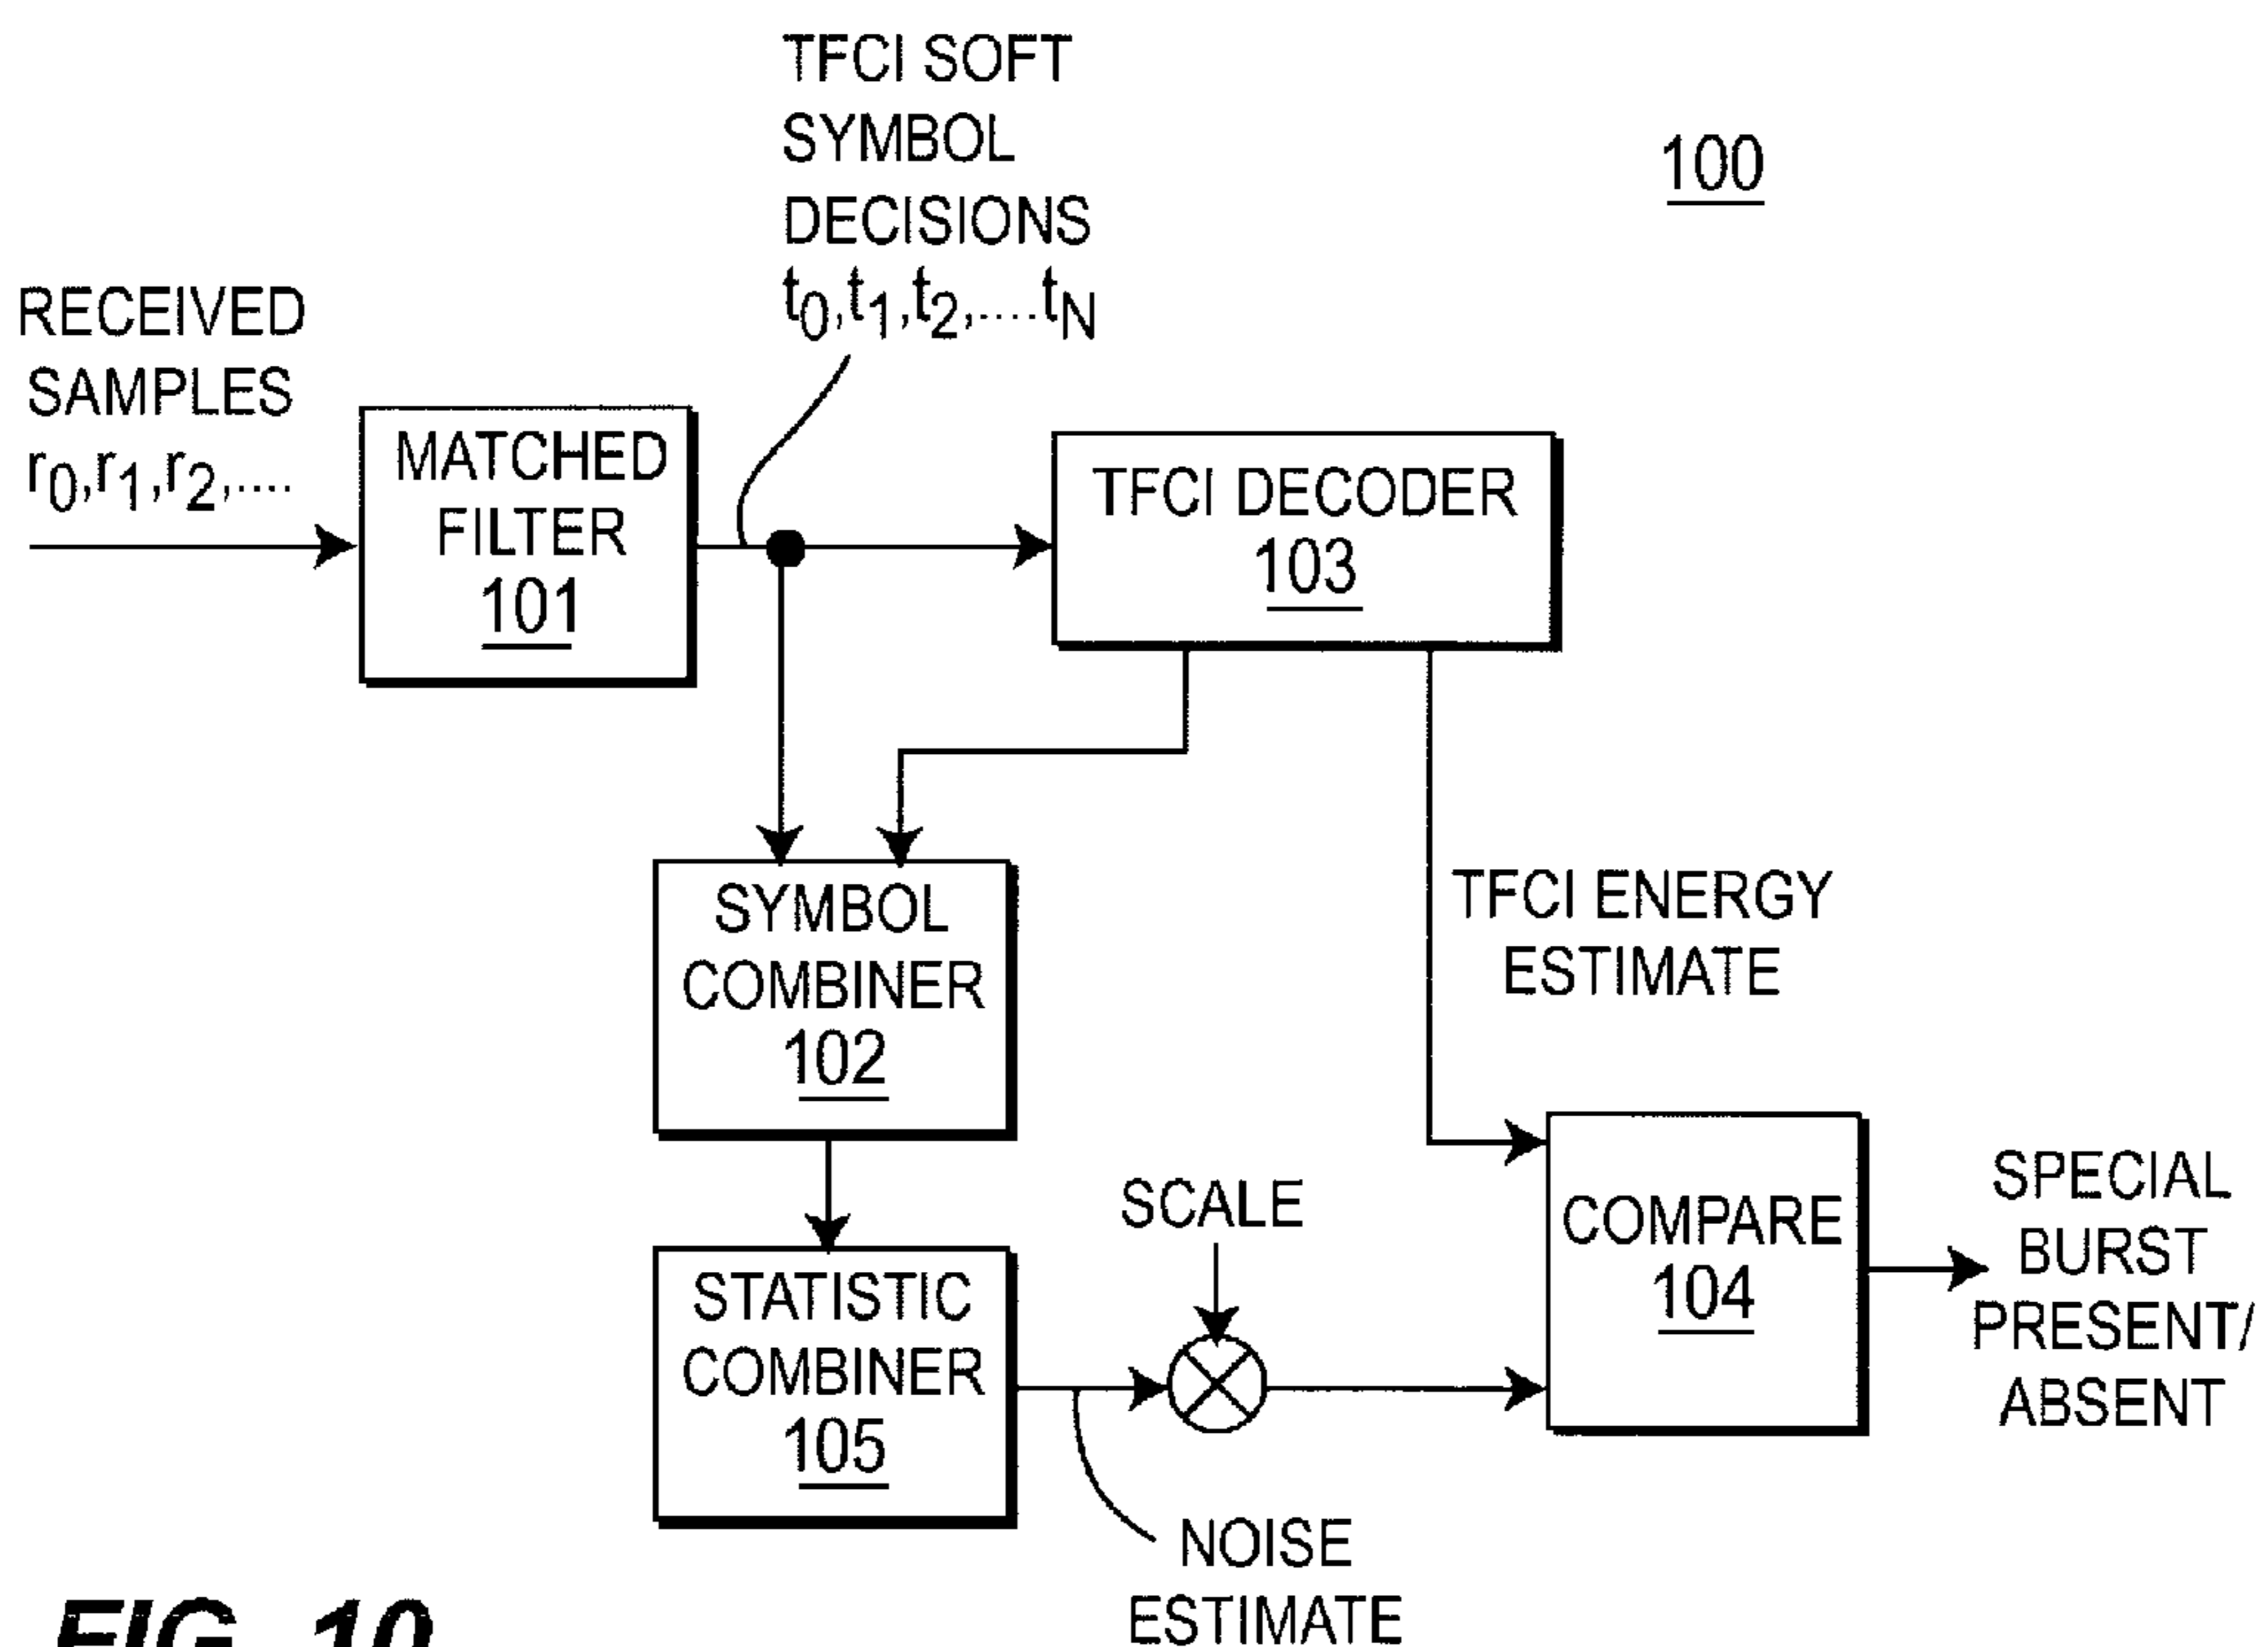 TFCI SOFT
SYMBOL
DECISIONS
t0,t1,t2,....tN
100
RECEIVED
SAMPLES
r0,r1,r2,....
MATCHED
FILTER
101
TFCI DECODER
103
SYMBOL
COMBINER
102
TFCI ENERGY
ESTIMATE
STATISTIC
COMBINER
105
SCALE
COMPARE
104
SPECIAL
BURST
PRESENT/
ABSENT
NOISE
ESTIMATE
FIG. 10